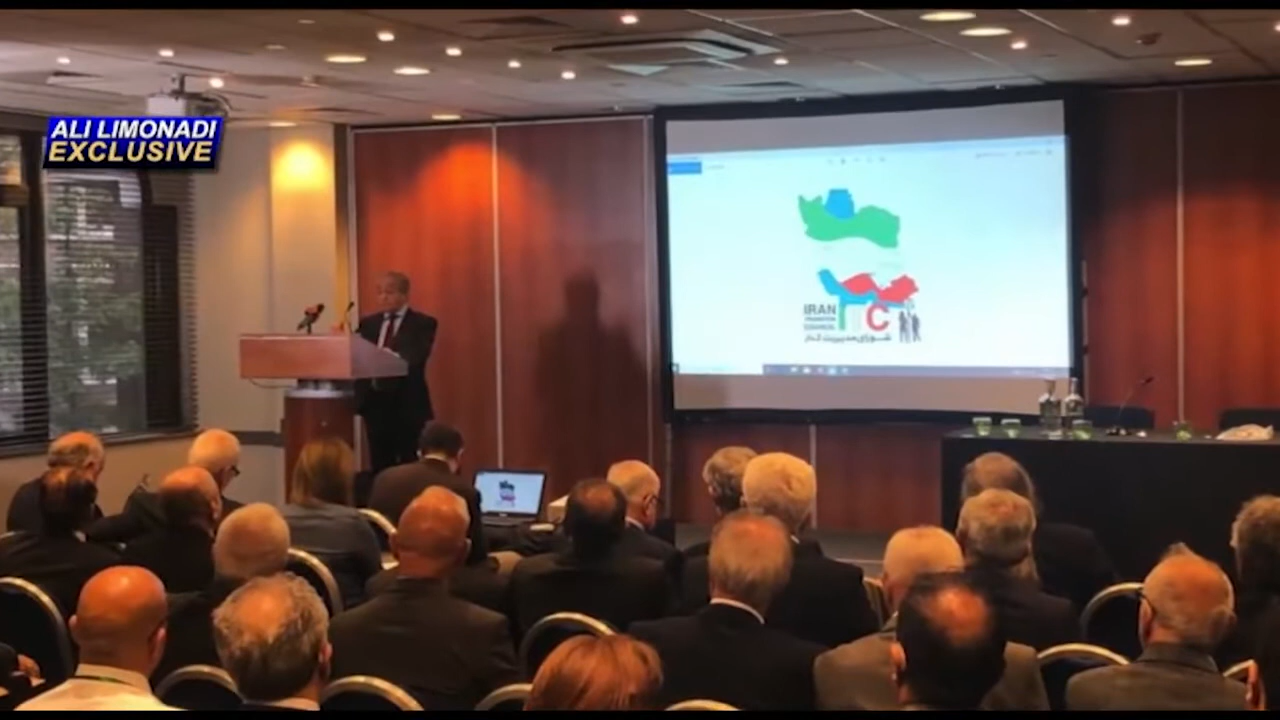 ALI LIMONADI
EXCLUSIVE
IRAN
TRANSITION
COUNCIL
TC
شورای مدیریت گذار